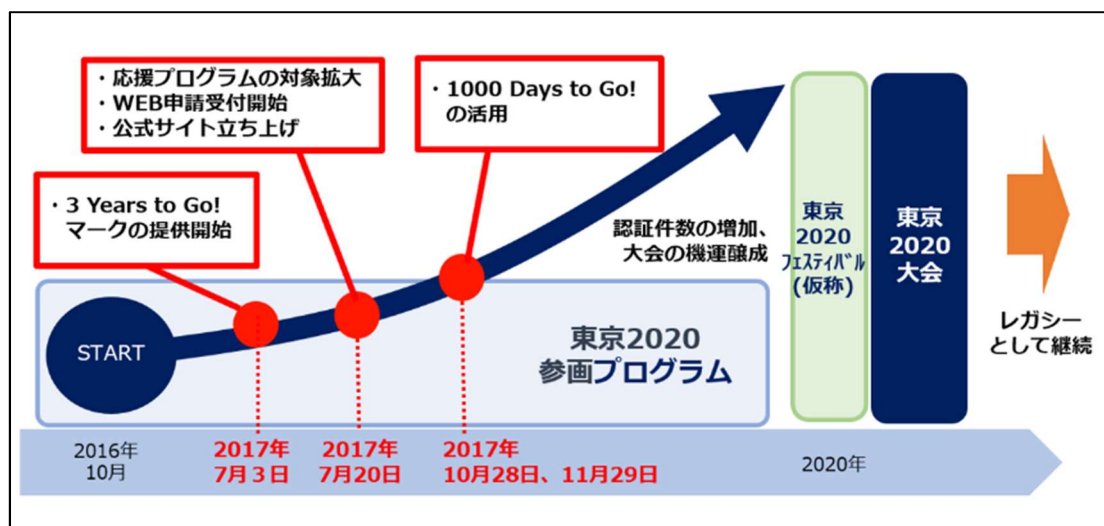 ・応援プログラムの対象拡大
・WEB申請受付開始
・公式サイト立ち上げ
・1000 Days to Go!
の活用
・3 Years to Go!
マークの提供開始
認証件数の増加、
大会の機運醸成
START
東京2020
参画プログラム
東京
2020
ﾌｪｽﾃｨﾊﾞﾙ
(仮称)
東京
2020
大会
レガシー
として継続
2016年
10月
2017年
7月３日
2017年
7月20日
2017年
10月28日、11月29日
2020年